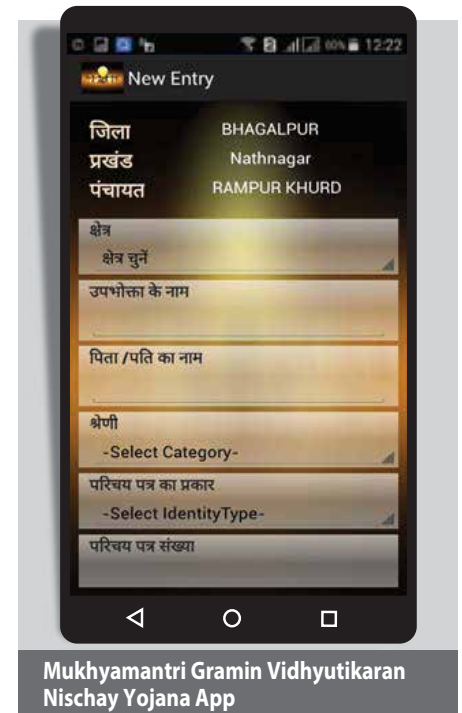 60% 12:22
New Entry
जिला BHAGALPUR
प्रखंड Nathnagar
पंचायत RAMPUR KHURD
क्षेत्र
क्षेत्र चुनें
उपभोक्ता के नाम
पिता /पति का नाम
श्रेणी
-Select Category-
परिचय पत्र का प्रकार
-Select IdentityType-
परिचय पत्र संख्या
Mukhyamantri Gramin Vidhyutikaran
Nischay Yojana App